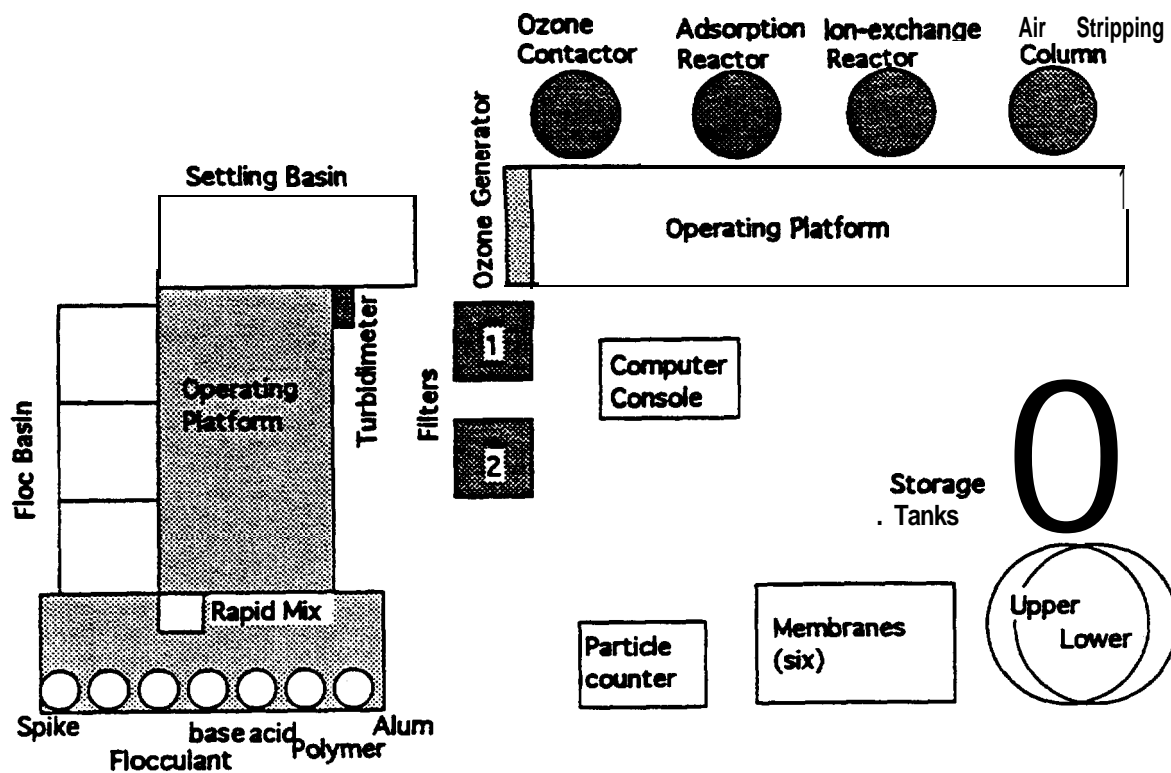 Ozone
Contactor
Adsorption
Reactor
Ion-exchange
Reactor
Air Stripping
Column
Ozone Generator
Settling Basin
Operating Platform
Turbidimeter
Filters
1
2
Computer
Console
Operating
Platform
Floc Basin
Storage
. Tanks
0
Rapid Mix
Particle
counter
Membranes
(six)
Upper
Lower
Spike
Flocculant
base acid
Polymer
Alum